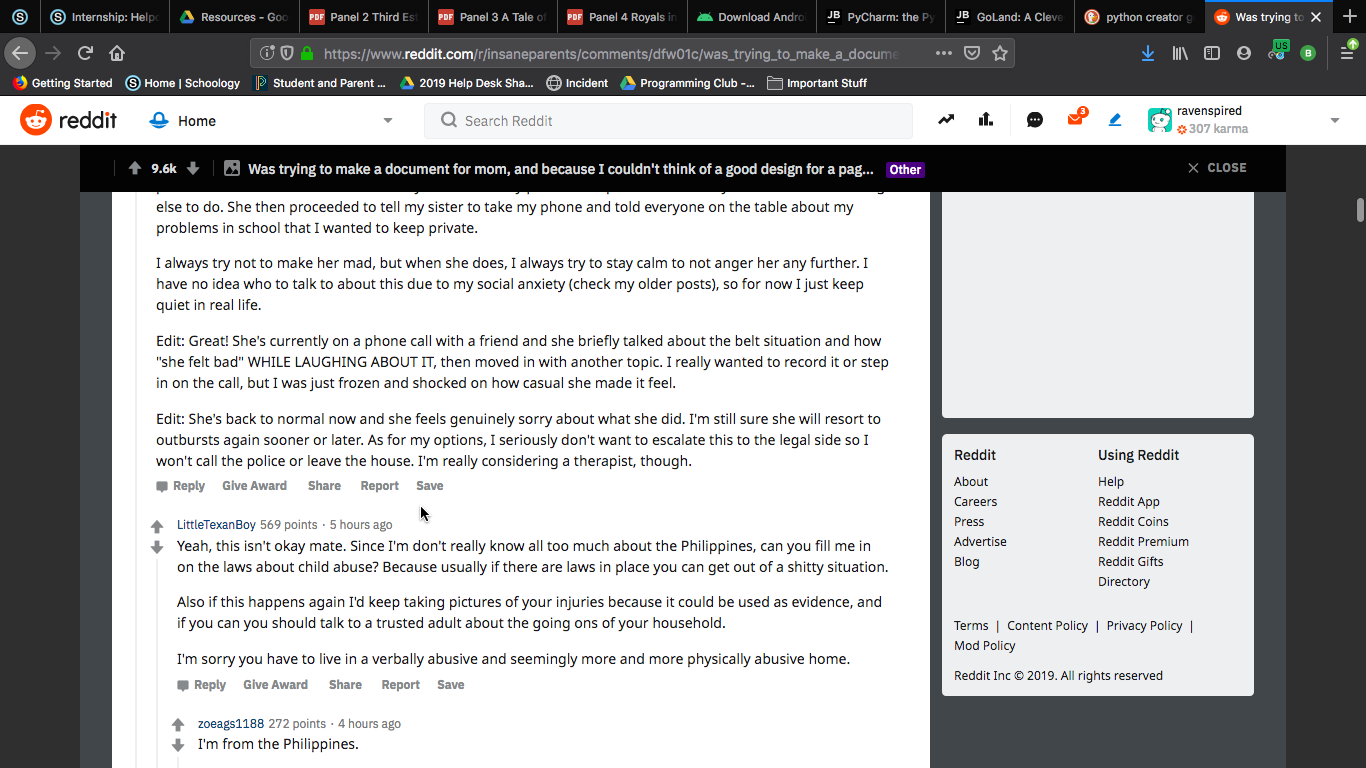 Internship: Help
Resources - Goo
Panel 2 Third Est
Panel 3 A Tale of
Panel 4 Royals in
Download Andro
PyCharm: the Py
GoLand: A Cleve
python creator g
Was trying to
https://www.reddit.com/r/insaneparents/comments/dfw01c/was_trying_to_make_a_docume
US
B
Getting Started
Home | Schoology
Student and Parent ...
2019 Help Desk Sha...
Incident
Programming Club -...
Important Stuff
reddit
Home
Search Reddit
3
ravenspired
307 karma
9.6k
Was trying to make a document for mom, and because I couldn't think of a good design for a pag...
Other
CLOSE
else to do. She then proceeded to tell my sister to take my phone and told everyone on the table about my
problems in school that I wanted to keep private.
I always try not to make her mad, but when she does, I always try to stay calm to not anger her any further. I
have no idea who to talk to about this due to my social anxiety (check my older posts), so for now I just keep
quiet in real life.
Edit: Great! She's currently on a phone call with a friend and she briefly talked about the belt situation and how
"she felt bad" WHILE LAUGHING ABOUT IT, then moved in with another topic. I really wanted to record it or step
in on the call, but I was just frozen and shocked on how casual she made it feel.
Edit: She's back to normal now and she feels genuinely sorry about what she did. I'm still sure she will resort to
outbursts again sooner or later. As for my options, I seriously don't want to escalate this to the legal side so I
won't call the police or leave the house. I'm really considering a therapist, though.
Reply Give Award Share Report Save
LittleTexanBoy 569 points · 5 hours ago
Yeah, this isn't okay mate. Since I'm don't really know all too much about the Philippines, can you fill me in
on the laws about child abuse? Because usually if there are laws in place you can get out of a shitty situation.
Also if this happens again I'd keep taking pictures of your injuries because it could be used as evidence, and
if you can you should talk to a trusted adult about the going ons of your household.
I'm sorry you have to live in a verbally abusive and seemingly more and more physically abusive home.
Reply Give Award Share Report Save
zoeags1188 272 points · 4 hours ago
I'm from the Philippines.
Reddit
About
Careers
Press
Advertise
Blog
Using Reddit
Help
Reddit App
Reddit Coins
Reddit Premium
Reddit Gifts
Directory
Terms | Content Policy | Privacy Policy |
Mod Policy
Reddit Inc © 2019. All rights reserved